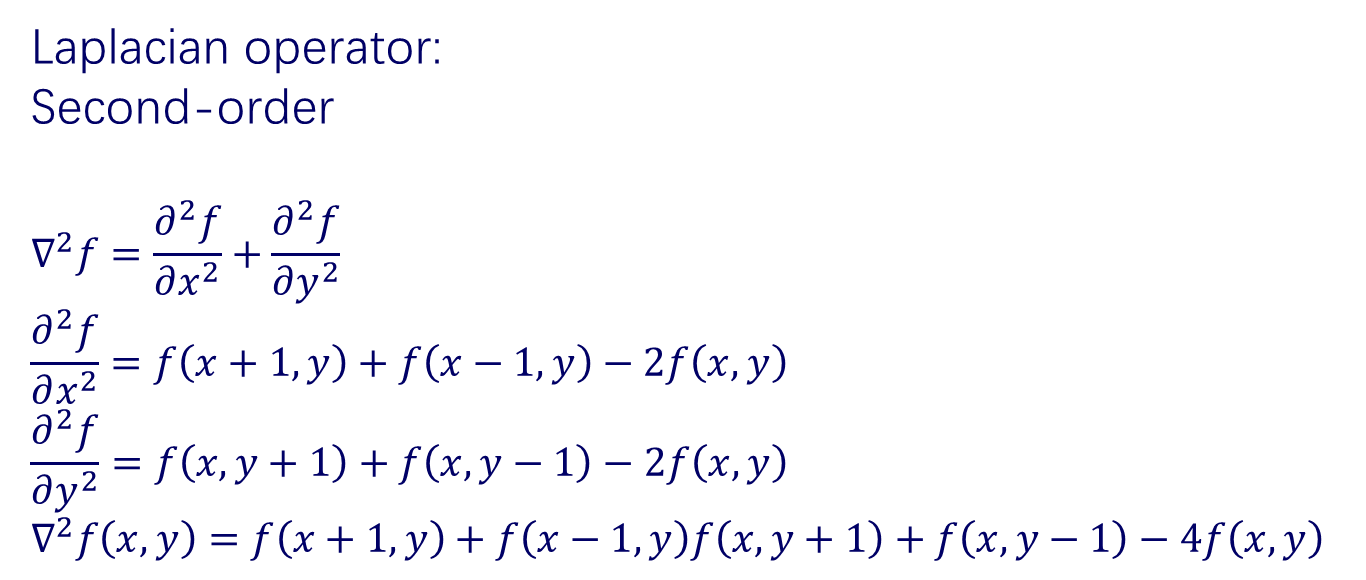 Laplacian operator:
Second-order
∇²f = ∂²f/∂x² + ∂²f/∂y²
∂²f/∂x² = f(x + 1, y) + f(x − 1, y) − 2f(x, y)
∂²f/∂y² = f(x, y + 1) + f(x, y − 1) − 2f(x, y)
∇²f(x, y) = f(x + 1, y) + f(x − 1, y)f(x, y + 1) + f(x, y − 1) − 4f(x, y)